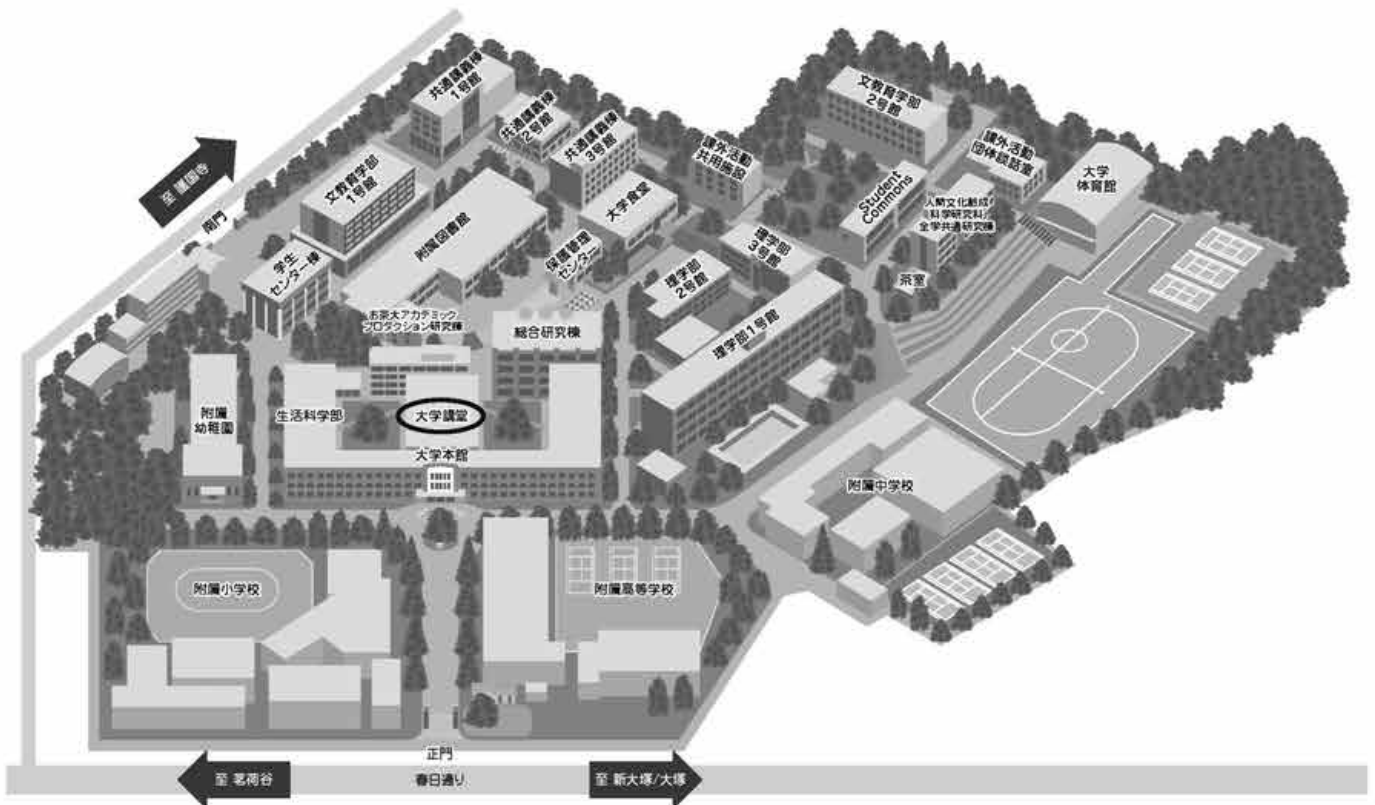 共通講義棟
1号館
共通講義棟
2号館
共通講義棟
3号館
課外活動
共用施設
文教育学部
2号館
課外活動
団体談話室
大学
体育館
至 護国寺
南門
文教育学部
1号館
附属図書館
大学食堂
Student
Commons
人間文化創成
科学研究科
全学共通研究棟
学生
センター棟
保健管理
センター
理学部
3号館
理学部
2号館
茶室
お茶大アカデミック
プロダクション研究棟
総合研究棟
理学部1号館
附属
幼稚園
生活科学部
大学講堂
大学本館
附属中学校
附属小学校
附属高等学校
正門
至 茗荷谷
春日通り
至 新大塚/大塚